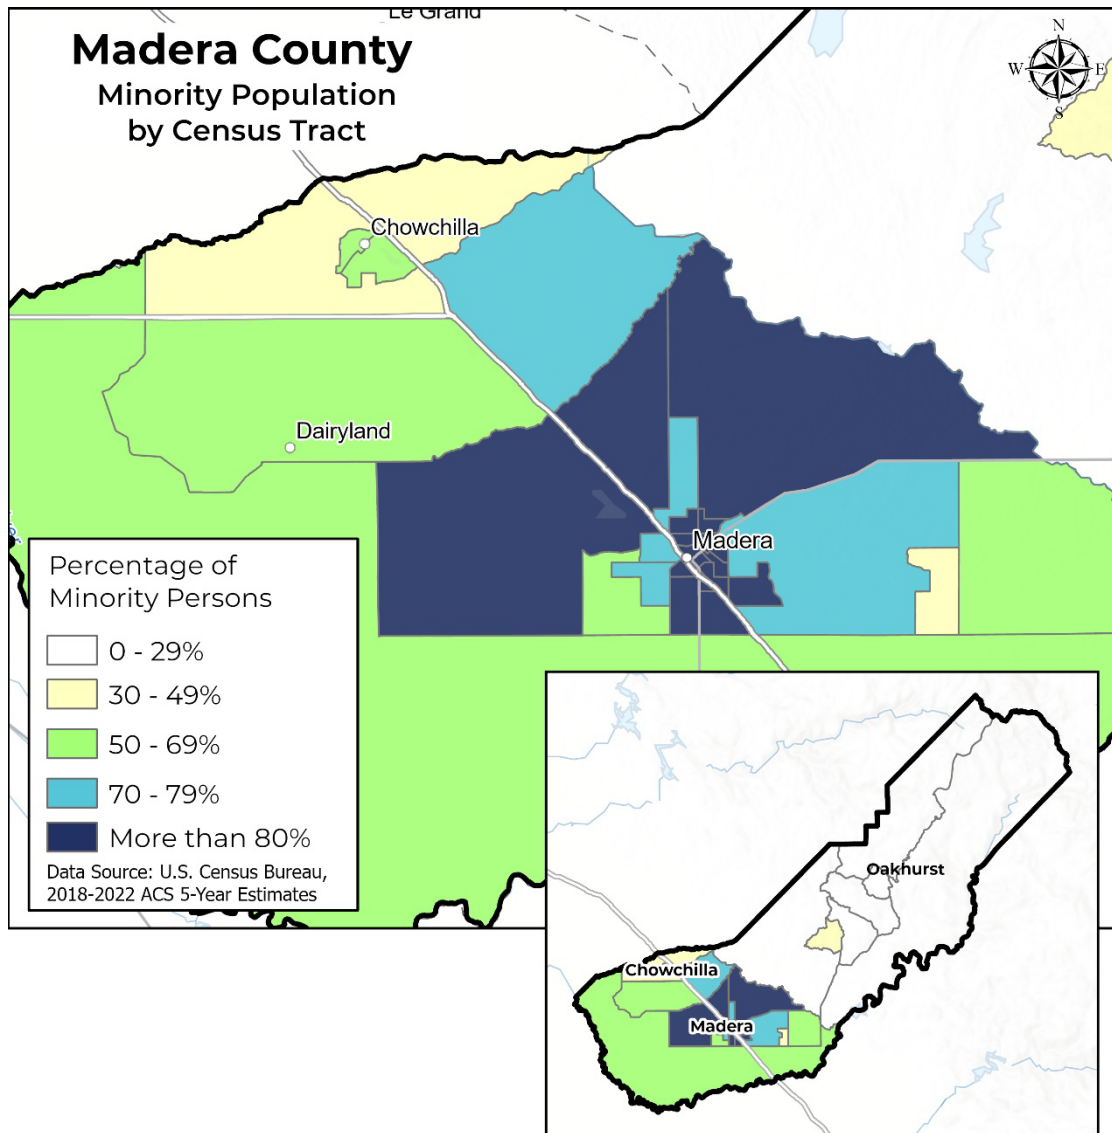 Le Grand
Madera County
Minority Population
by Census Tract
N
W
E
S
Chowchilla
Dairyland
Madera
Percentage of
Minority Persons
0 - 29%
30 - 49%
50 - 69%
70 - 79%
More than 80%
Data Source: U.S. Census Bureau,
2018-2022 ACS 5-Year Estimates
Oakhurst
Chowchilla
Madera